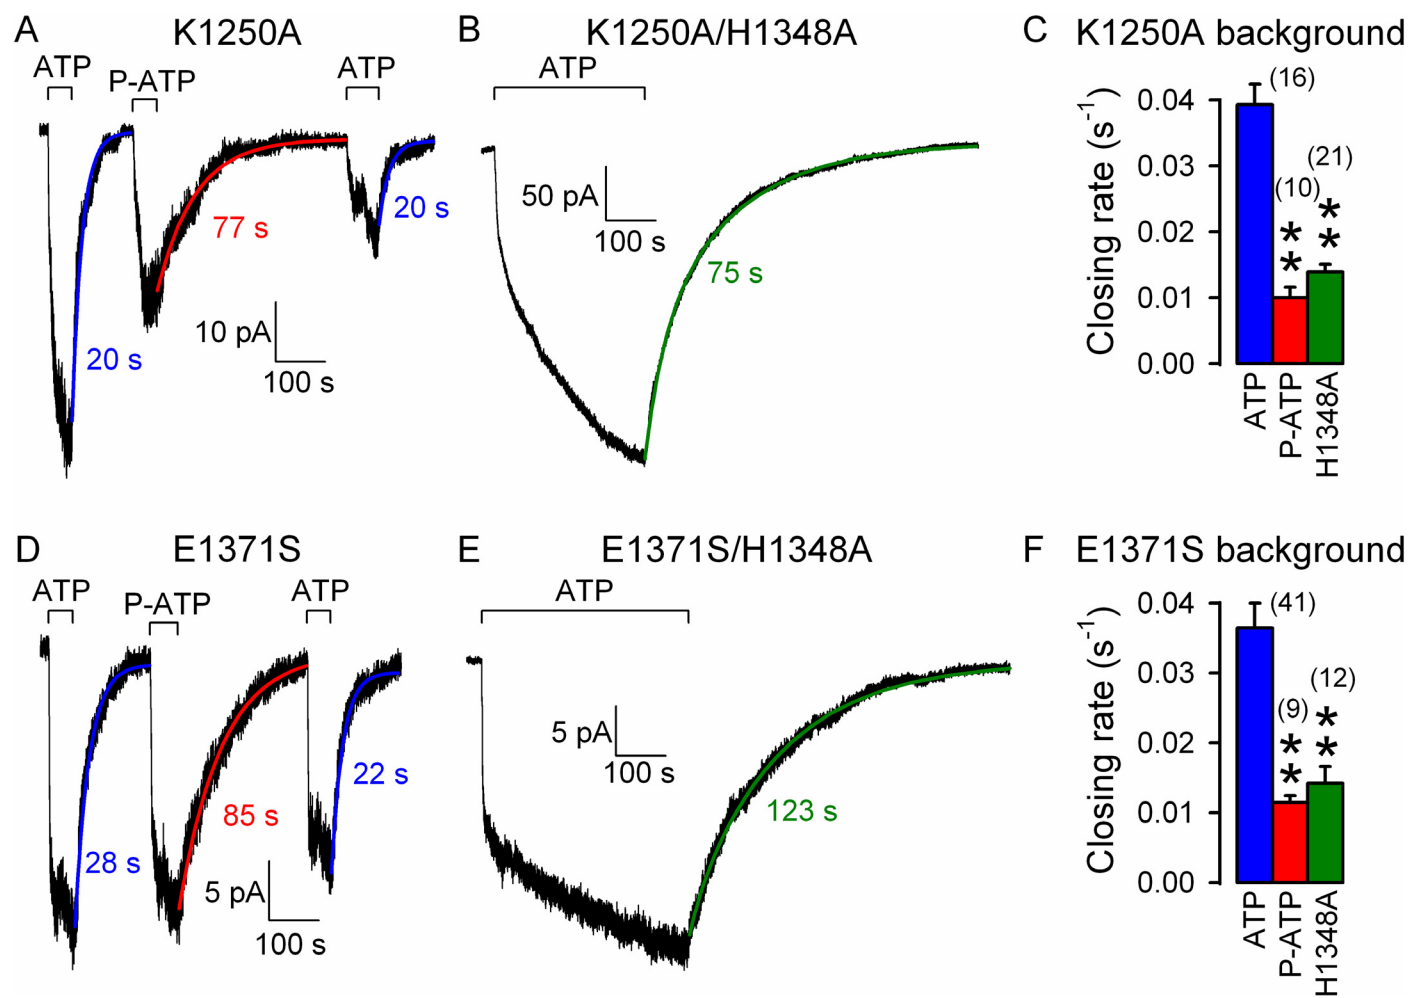 A K1250A
ATP
P-ATP
ATP
20 s
77 s
20 s
10 pA
100 s
B K1250A/H1348A
ATP
50 pA
100 s
75 s
C K1250A background
Closing rate (s-1)
0.04
0.03
0.02
0.01
0.00
(16)
(10)
**
(21)
**
ATP
P-ATP
H1348A
D E1371S
ATP
P-ATP
ATP
28 s
85 s
22 s
5 pA
100 s
E E1371S/H1348A
ATP
5 pA
100 s
123 s
F E1371S background
Closing rate (s-1)
0.04
0.03
0.02
0.01
0.00
(41)
(9)
**
(12)
**
ATP
P-ATP
H1348A